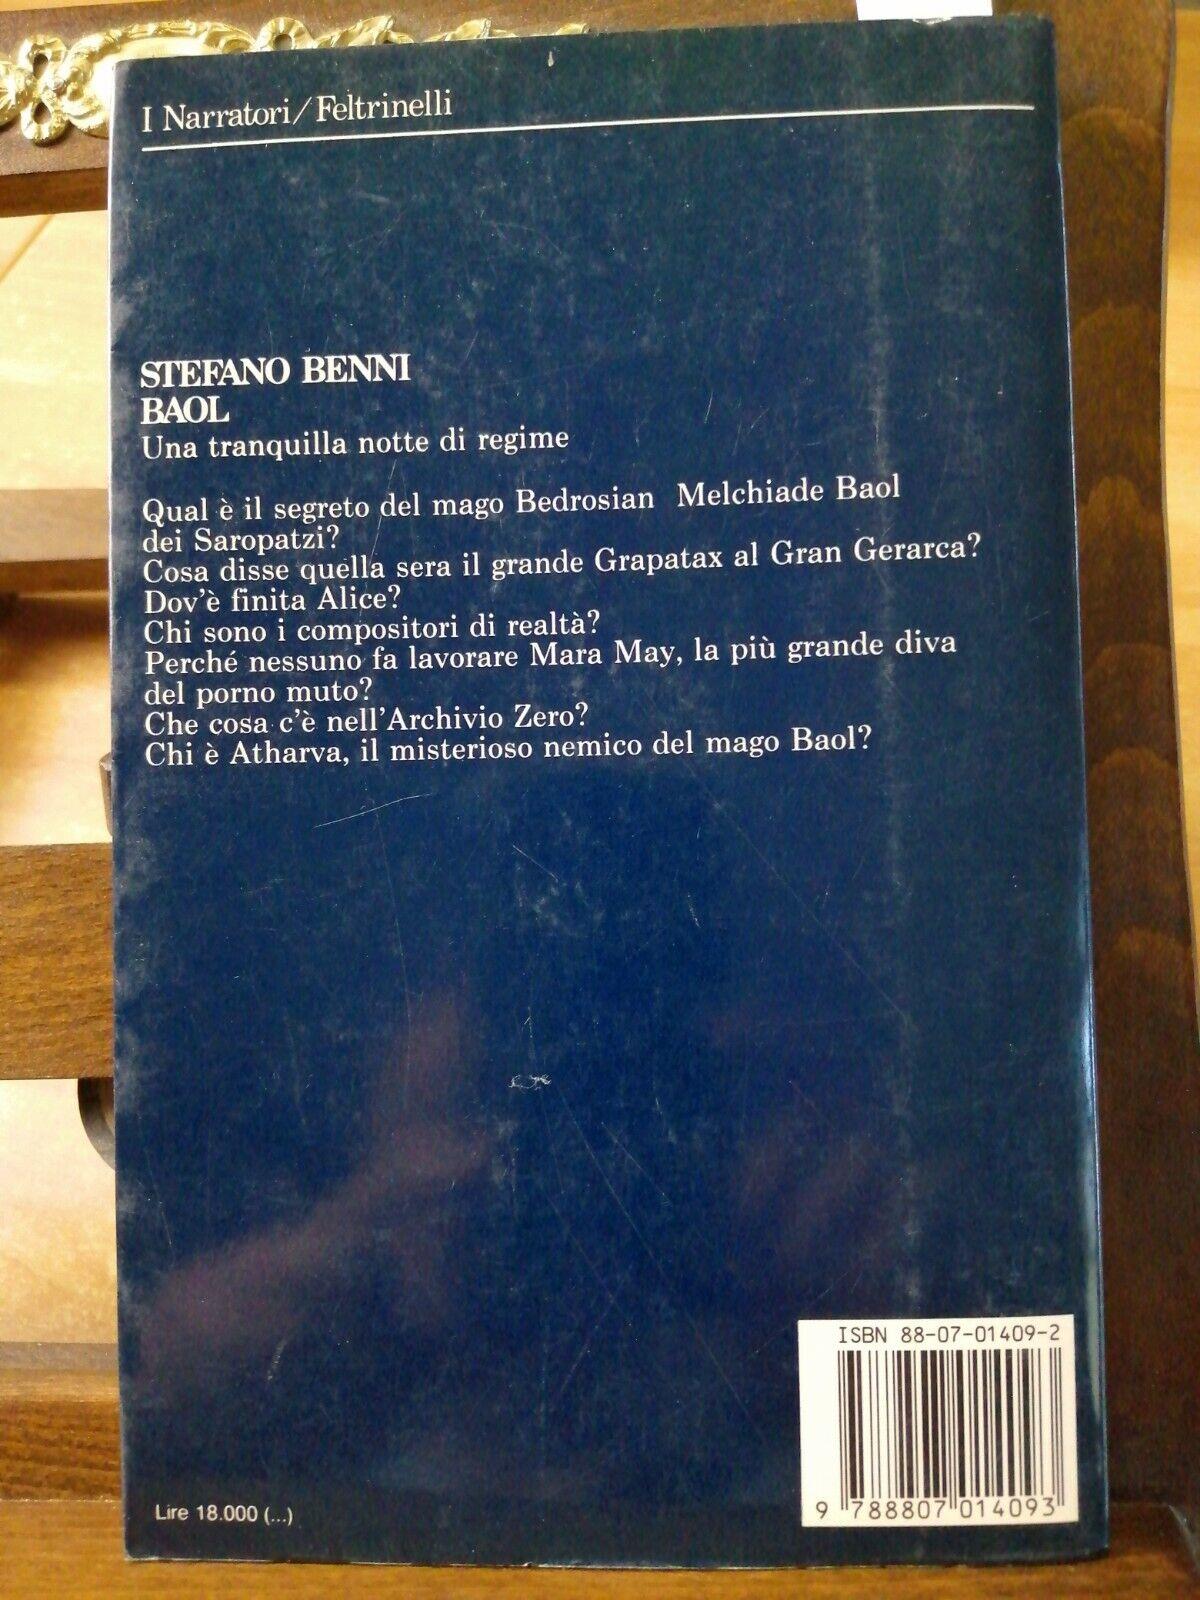 I Narratori/Feltrinelli
STEFANO BENNI
BAOL
Una tranquilla notte di regime
Qual è il segreto del mago Bedrosian Melchiade Baol
dei Saropatzi?
Cosa disse quella sera il grande Grapatax al Gran Gerarca?
Dov'è finita Alice?
Chi sono i compositori di realtà?
Perché nessuno fa lavorare Mara May, la più grande diva
del porno muto?
Che cosa c'è nell'Archivio Zero?
Chi è Atharva, il misterioso nemico del mago Baol?
ISBN 88-07-01409-2
9 788807 014093
Lire 18.000 (...)